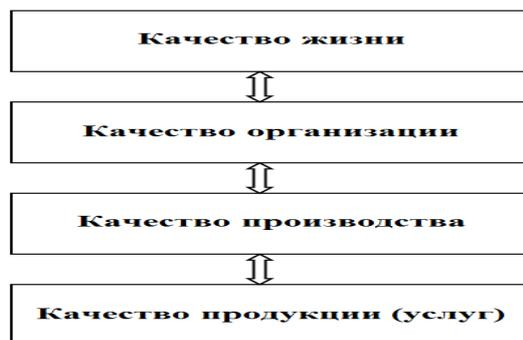 Качество жизни
Качество организации
Качество производства
Качество продукции (услуг)